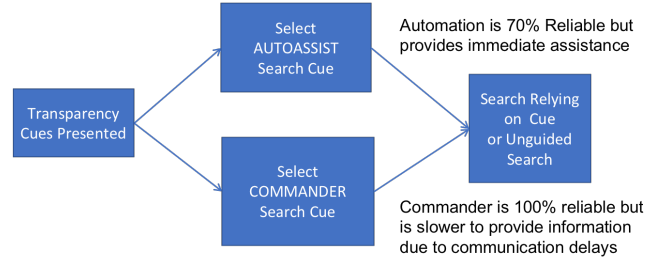 Transparency
Cues Presented
Select
AUTOASSIST
Search Cue
Automation is 70% Reliable but
provides immediate assistance
Select
COMMANDER
Search Cue
Search Relying
on Cue
or Unguided
Search
Commander is 100% reliable but
is slower to provide information
due to communication delays